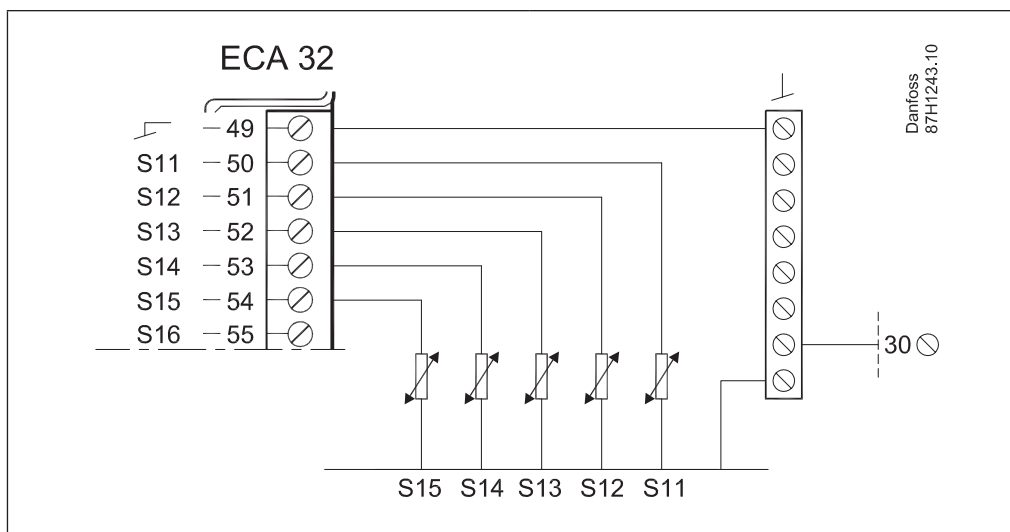 ECA 32
49
S11 50
S12 51
S13 52
S14 53
S15 54
S16 55
30
S15 S14 S13 S12 S11
Danfoss
87H1243.10